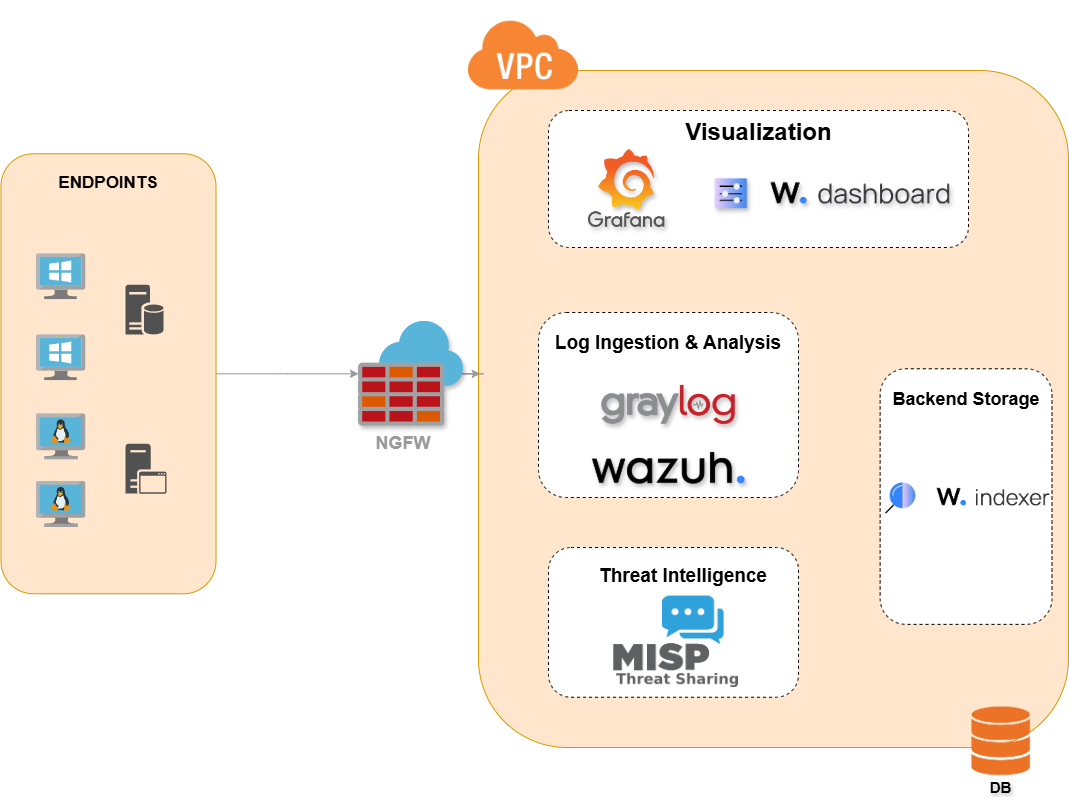 VPC
Visualization
Grafana
W. dashboard
ENDPOINTS
Log Ingestion & Analysis
graylog
wazuh.
NGFW
Backend Storage
W. indexer
Threat Intelligence
MISP
Threat Sharing
DB